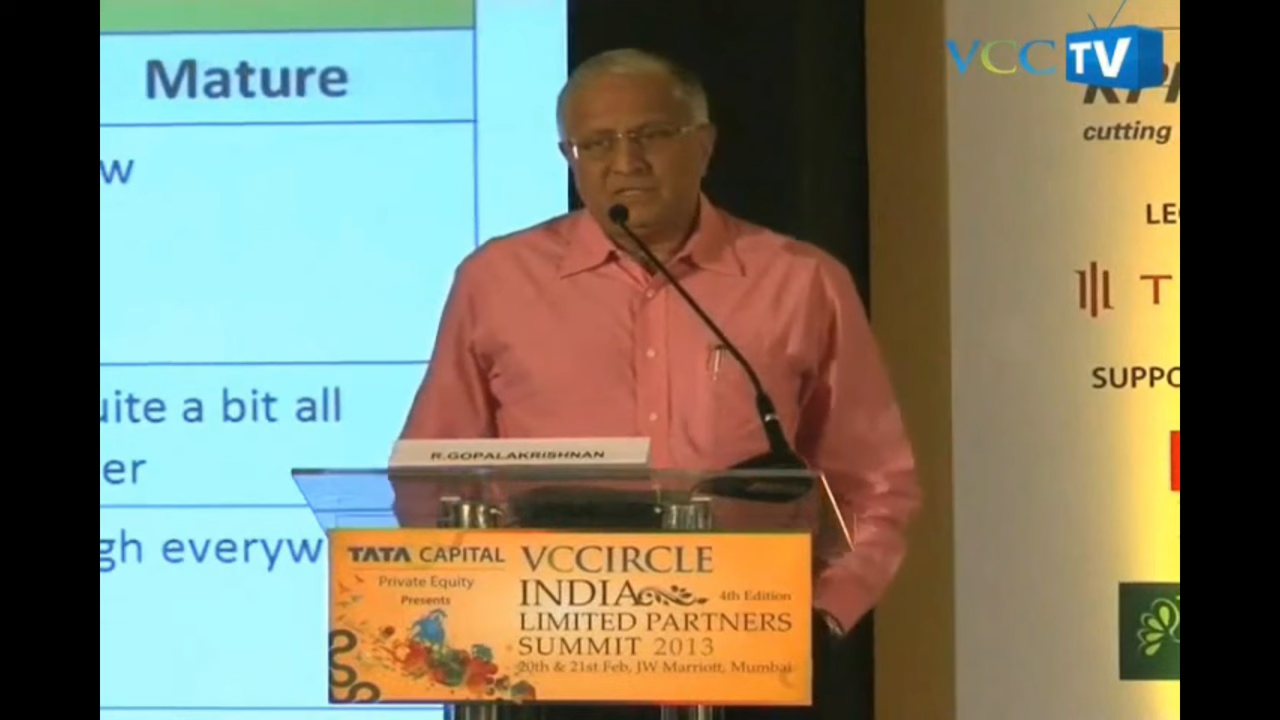 Mature
uite a bit all
er
gh everyw
VCC TV
cutting
LE
T
SUPPO
R.GOPALAKRISHNAN
TATA CAPITAL
Private Equity
Presents
VCCIRCLE
INDIA 4th Edition
LIMITED PARTNERS
SUMMIT 2013
20th & 21st Feb, JW Marriott, Mumbai